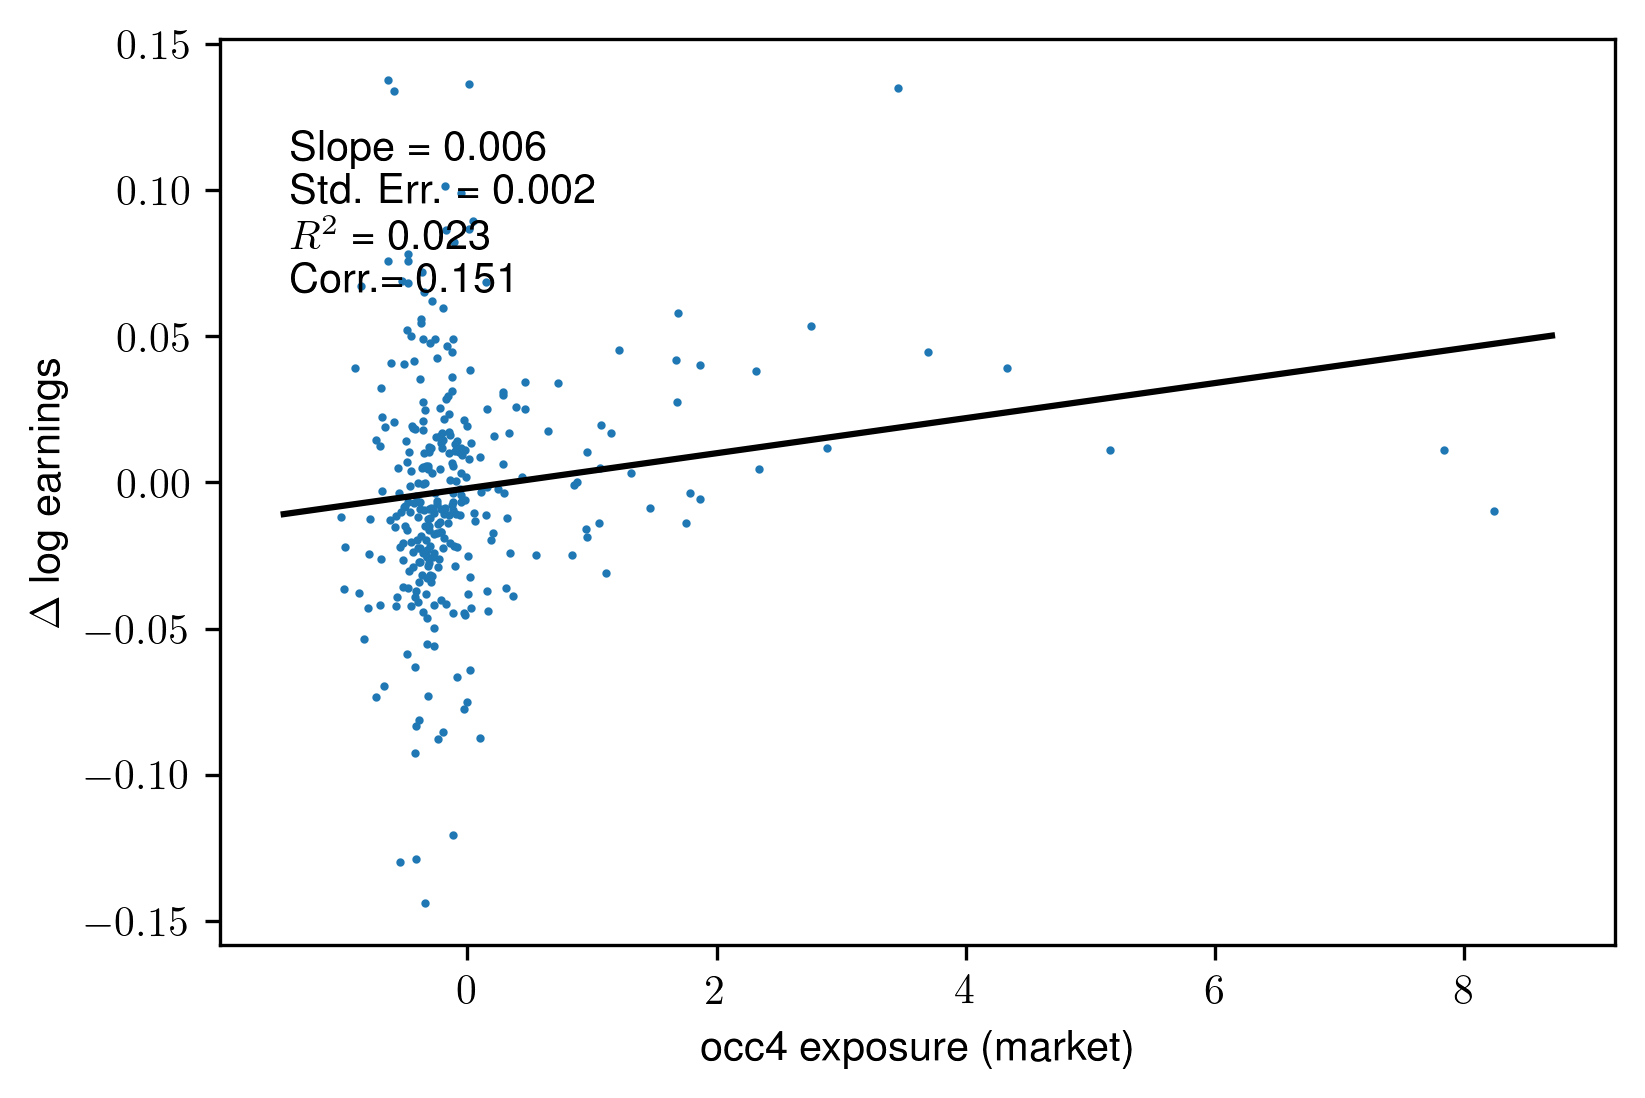 0.15
Slope = 0.006
0.10
Std. Err. = 0.002
R² = 0.023
Corr.= 0.151
0.05
0.00
−0.05
−0.10
−0.15
Δ log earnings
0 2 4 6 8
occ4 exposure (market)